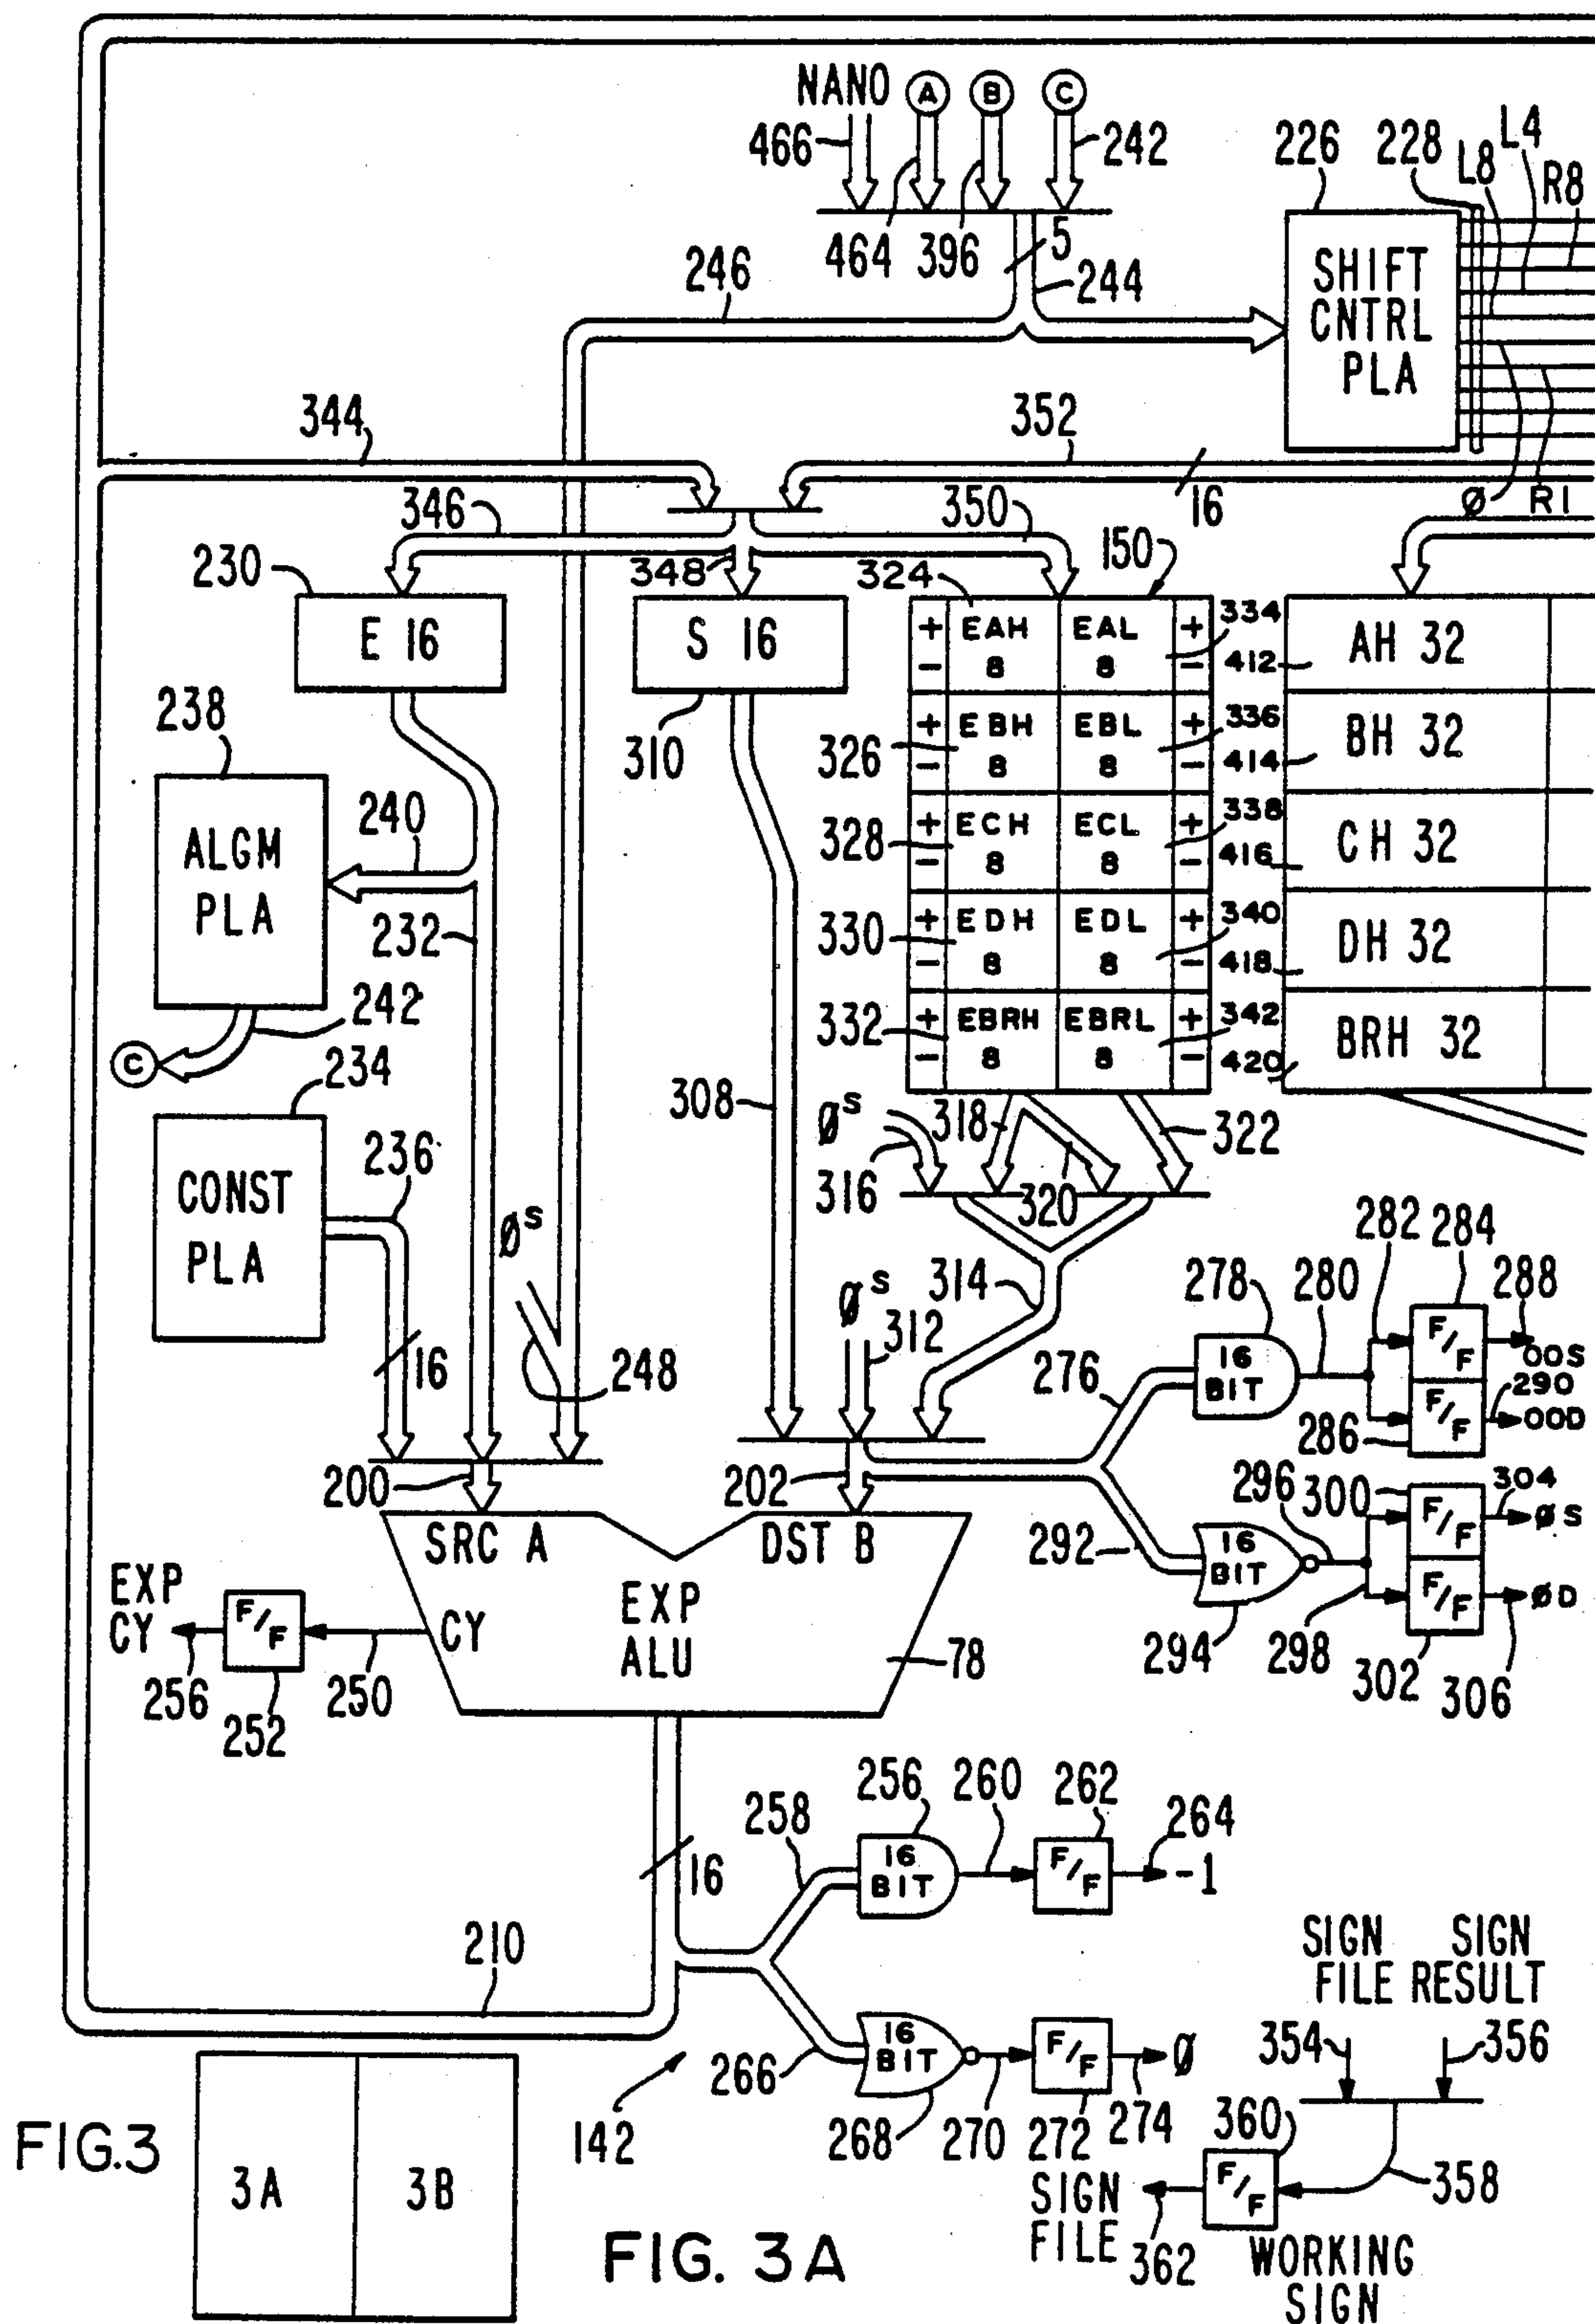 NANO A B C
466 464 396 242
5
244
246
226 228 L8 L4 R8
SHIFT
CNTRL
PLA
344 352
16
Ø R1
346 348 350
230 324 150
E 16
S 16
310
+ EAH EAL + 334
- 8 8 - 412
AH 32
326 + EBH EBL + 336
- 8 8 - 414
BH 32
328 + ECH ECL + 338
- 8 8 - 416
CH 32
330 + EDH EDL + 340
- 8 8 - 418
DH 32
332 + EBRH EBRL + 342
- 8 8 - 420
BRH 32
238
ALGM
PLA
240
232
242
C
234
CONST
PLA
236
16
ØS
248
308
ØS
316 318 320 322
ØS
312
314
276 278 280 282 284 288
16
BIT
F/F
00S
290
F/F
00D
286
200 202
292
16
BIT
294 296 298 300 304
F/F
ØS
F/F
ØD
302 306
SRC A DST B
EXP
ALU
CY
78
EXP
CY
F/F
256 252 250
16
258 256 260 262 264
16
BIT
F/F
-1
210
266
16
BIT
F/F
Ø
268 270 272 274
142
SIGN SIGN
FILE RESULT
354 356
360
F/F
358
SIGN
FILE
362
WORKING
SIGN
FIG.3
3A 3B
FIG. 3A